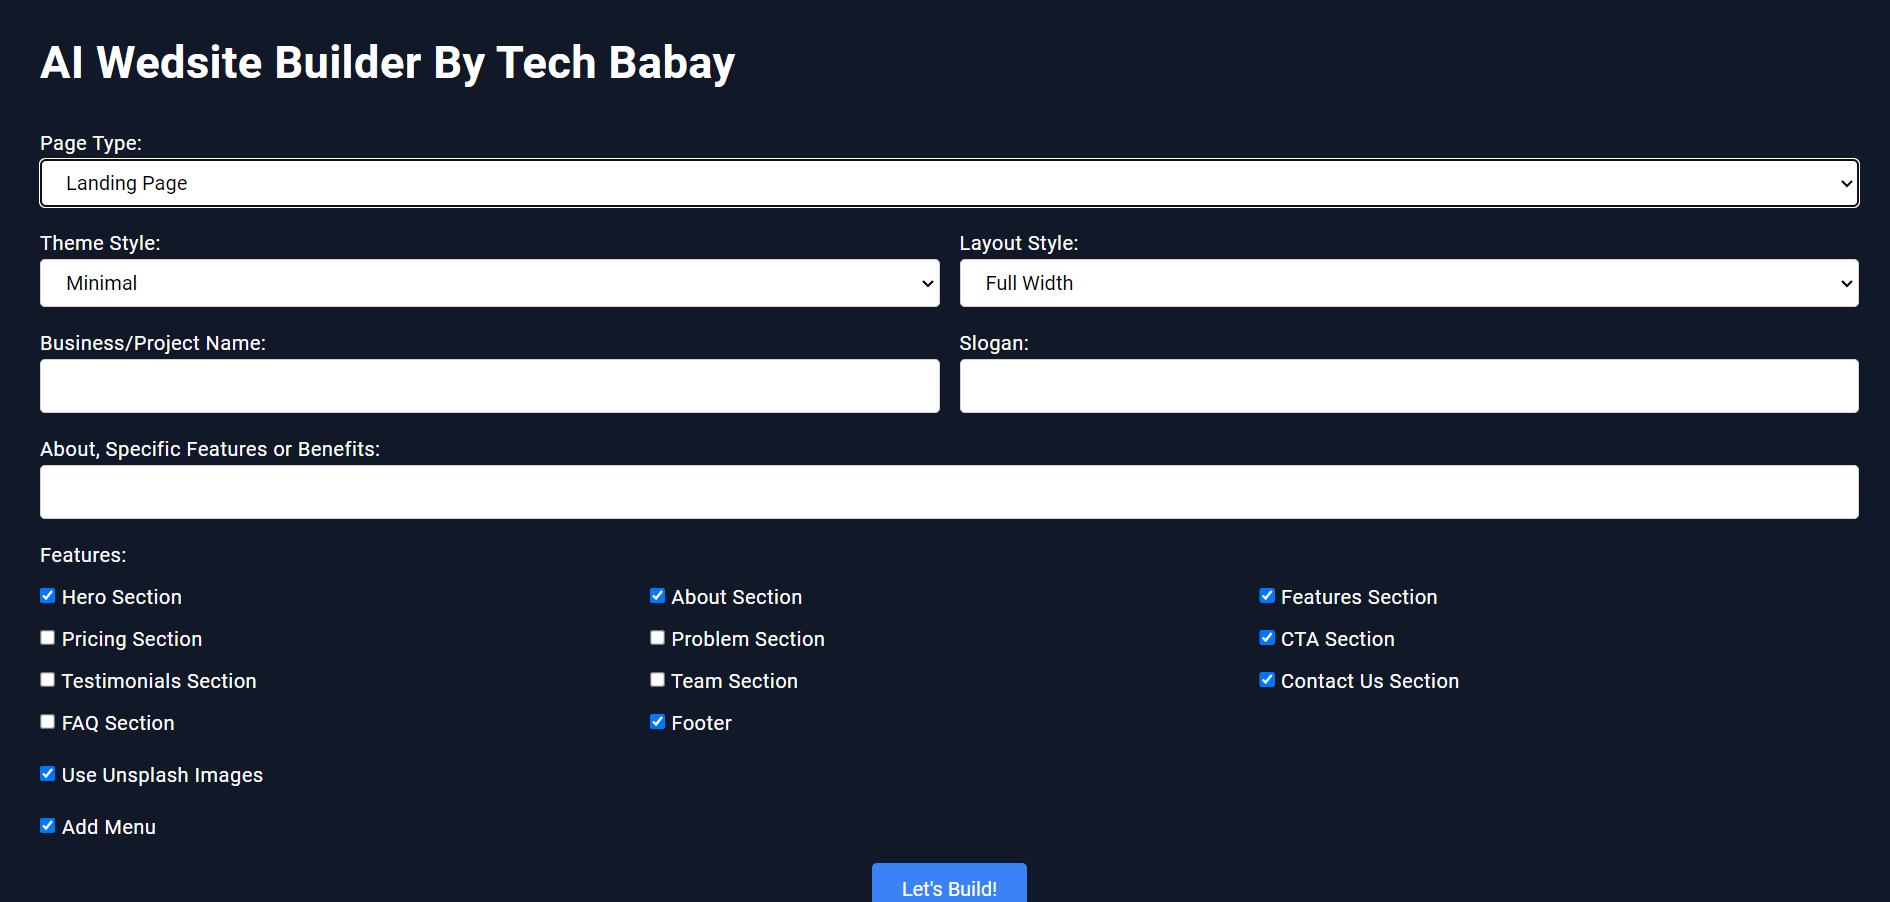 AI Wedsite Builder By Tech Babay
Page Type:
Landing Page
Theme Style: Layout Style:
Minimal Full Width
Business/Project Name: Slogan:
About, Specific Features or Benefits:
Features:
Hero Section About Section Features Section
Pricing Section Problem Section CTA Section
Testimonials Section Team Section Contact Us Section
FAQ Section Footer
Use Unsplash Images
Add Menu
Let's Build!